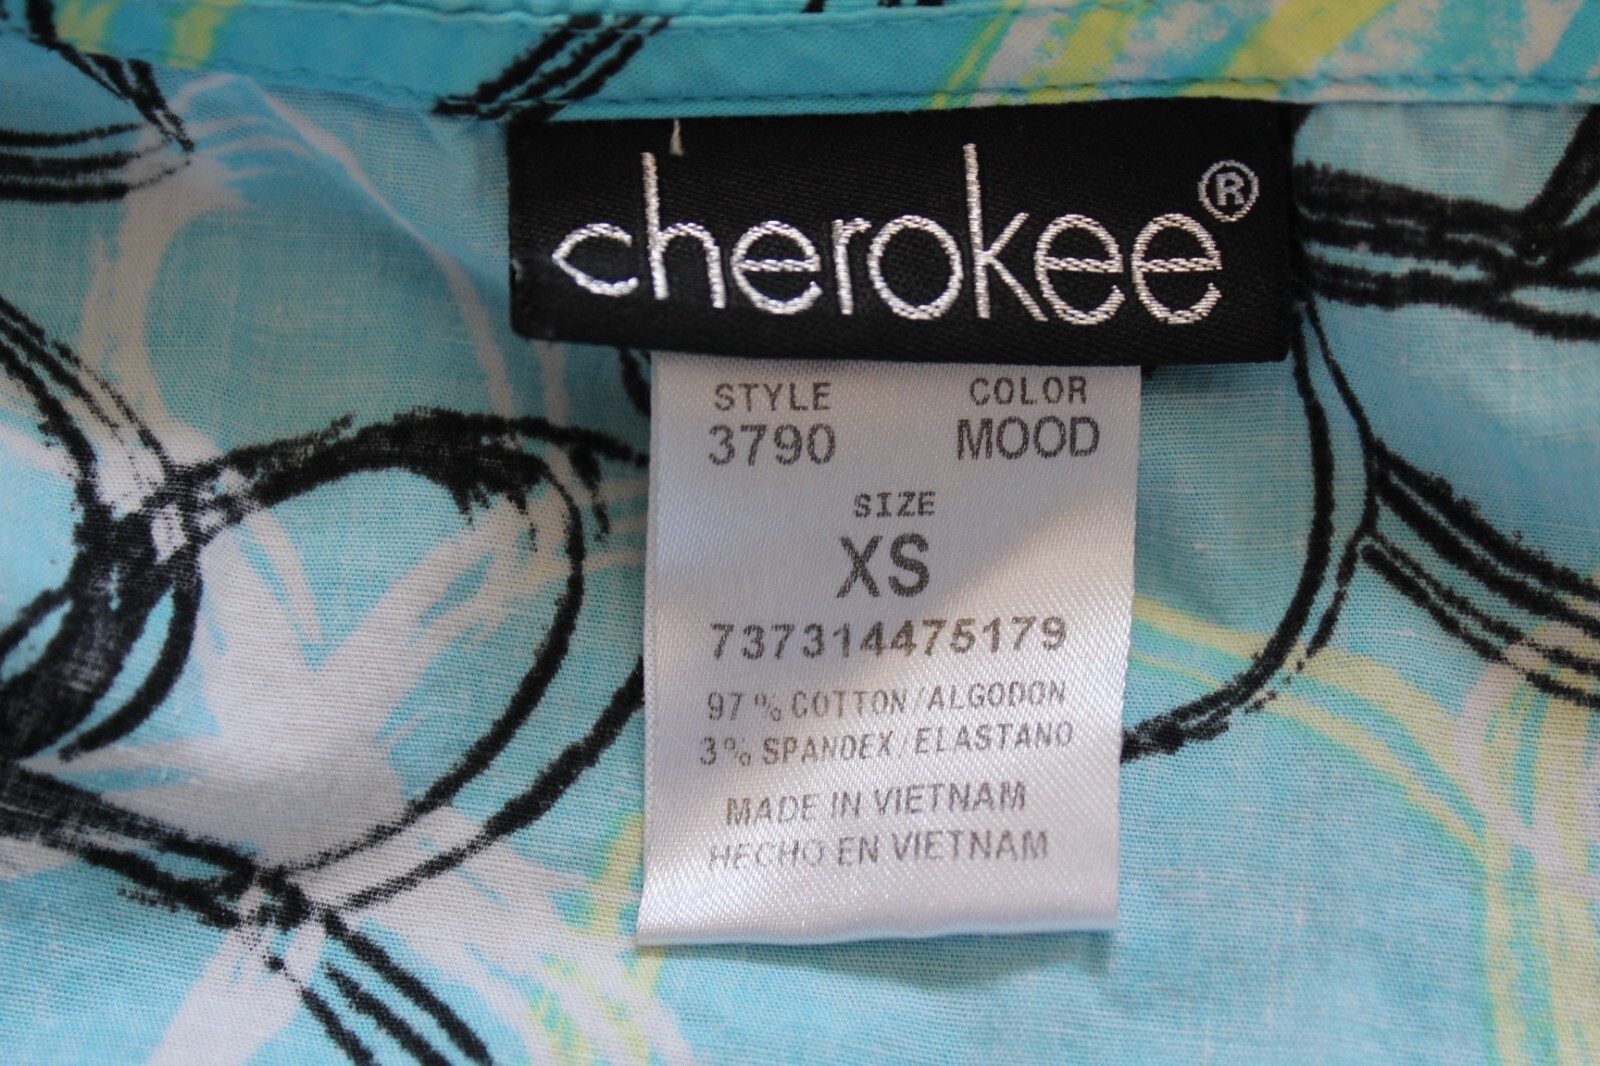 cherokee®
STYLE COLOR
3790 MOOD
SIZE
XS
737314475179
97% COTTON/ALGODON
3% SPANDEX/ELASTANO
MADE IN VIETNAM
HECHO EN VIETNAM